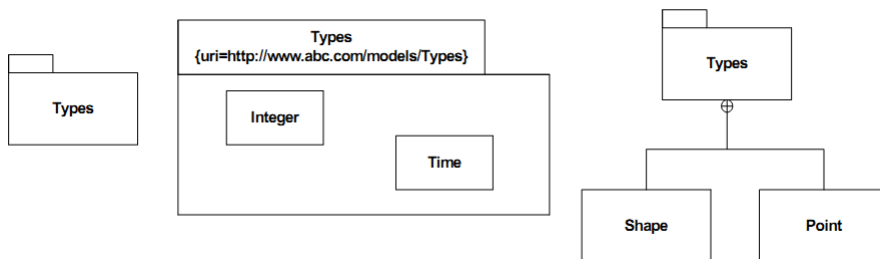 Types
Types
{uri=http://www.abc.com/models/Types}
Integer
Time
Types
Shape
Point